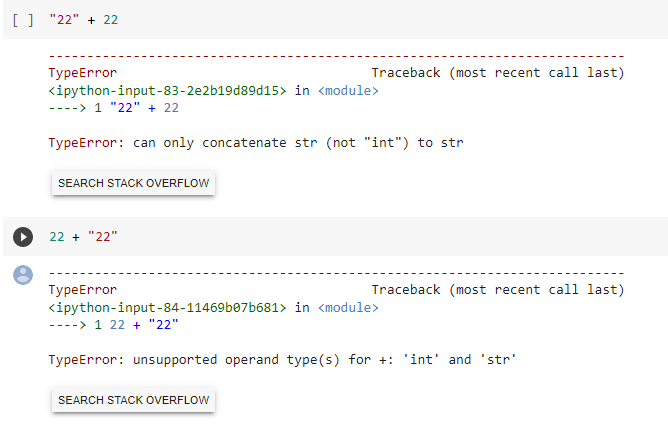 [ ] "22" + 22
---------------------------------------------------------------------------
TypeError                                 Traceback (most recent call last)
<ipython-input-83-2e2b19d89d15> in <module>
----> 1 "22" + 22
TypeError: can only concatenate str (not "int") to str
SEARCH STACK OVERFLOW
22 + "22"
---------------------------------------------------------------------------
TypeError                                 Traceback (most recent call last)
<ipython-input-84-11469b07b681> in <module>
----> 1 22 + "22"
TypeError: unsupported operand type(s) for +: 'int' and 'str'
SEARCH STACK OVERFLOW